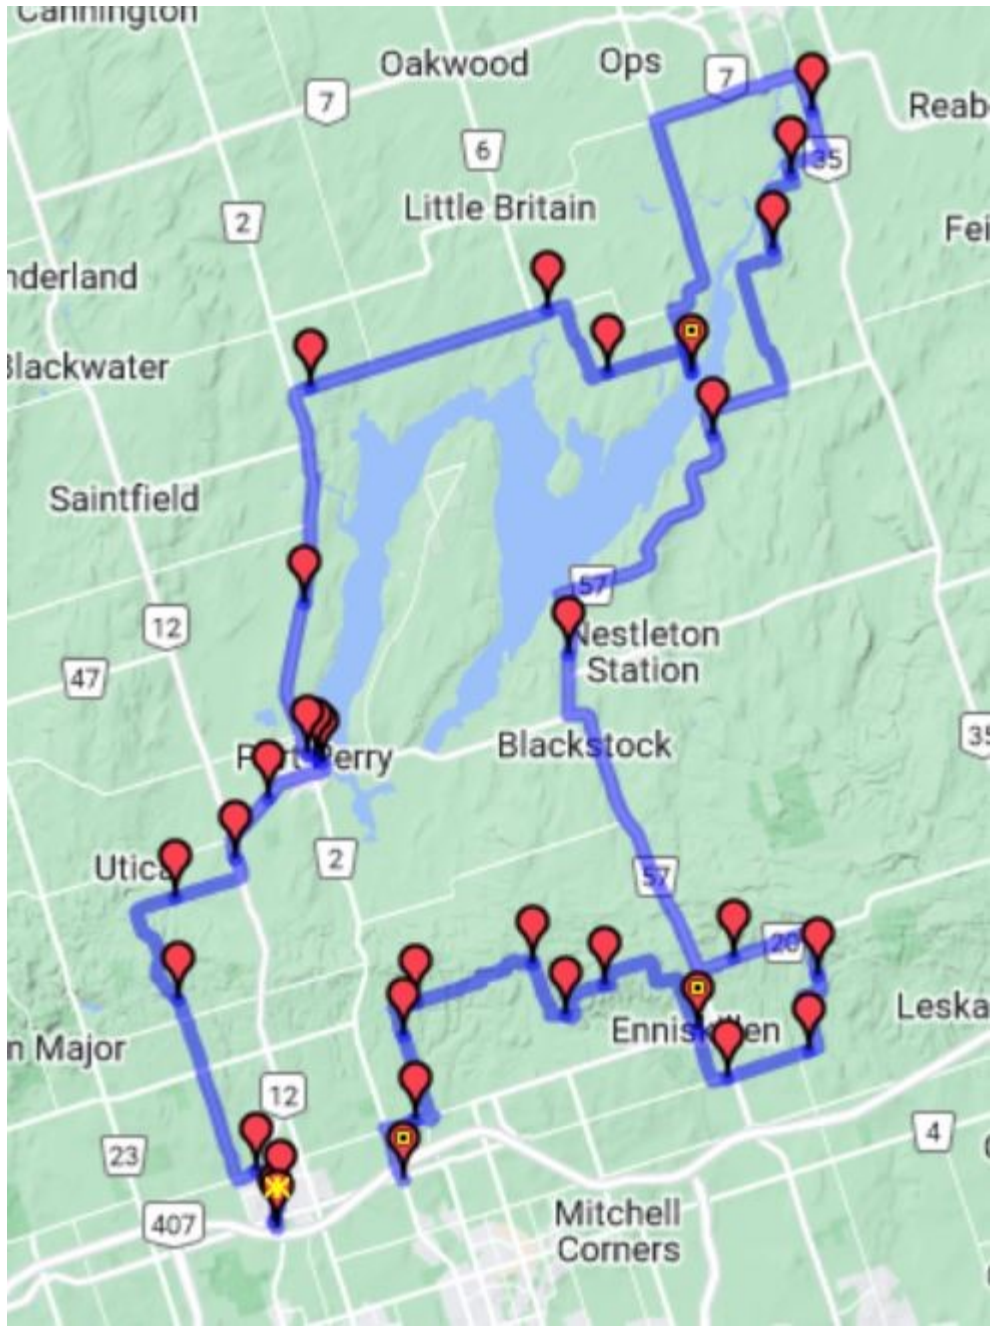 Cannington
Oakwood
Ops
7
7
Reab
6
35
Little Britain
2
Fei
nderland
Blackwater
Saintfield
57
12
Nestleton
Station
47
35
Port Perry
Blackstock
2
Utica
57
20
Leska
Enniskillen
n Major
12
4
23
407
Mitchell
Corners